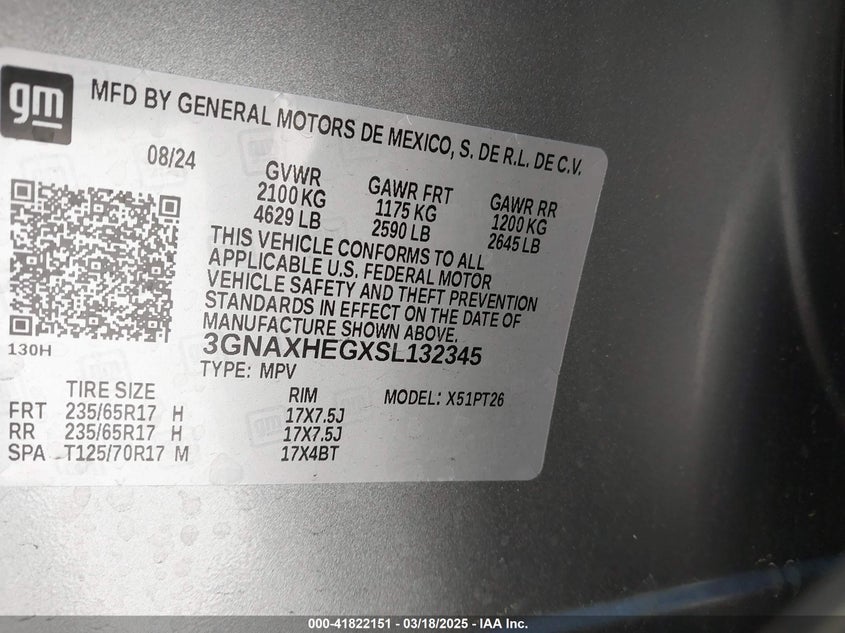 gm
MFD BY GENERAL MOTORS DE MEXICO, S. DE R.L. DE C.V.
08/24
GVWR GAWR FRT GAWR RR
2100 KG 1175 KG 1200 KG
4629 LB 2590 LB 2645 LB
THIS VEHICLE CONFORMS TO ALL
APPLICABLE U.S. FEDERAL MOTOR
VEHICLE SAFETY AND THEFT PREVENTION
STANDARDS IN EFFECT ON THE DATE OF
MANUFACTURE SHOWN ABOVE.
130H
3GNAXHEGXSL132345
TYPE: MPV
TIRE SIZE RIM MODEL: X51PT26
FRT 235/65R17 H 17X7.5J
RR 235/65R17 H 17X7.5J
SPA T125/70R17 M 17X4BT
000-41822151 - 03/18/2025 - IAA Inc.